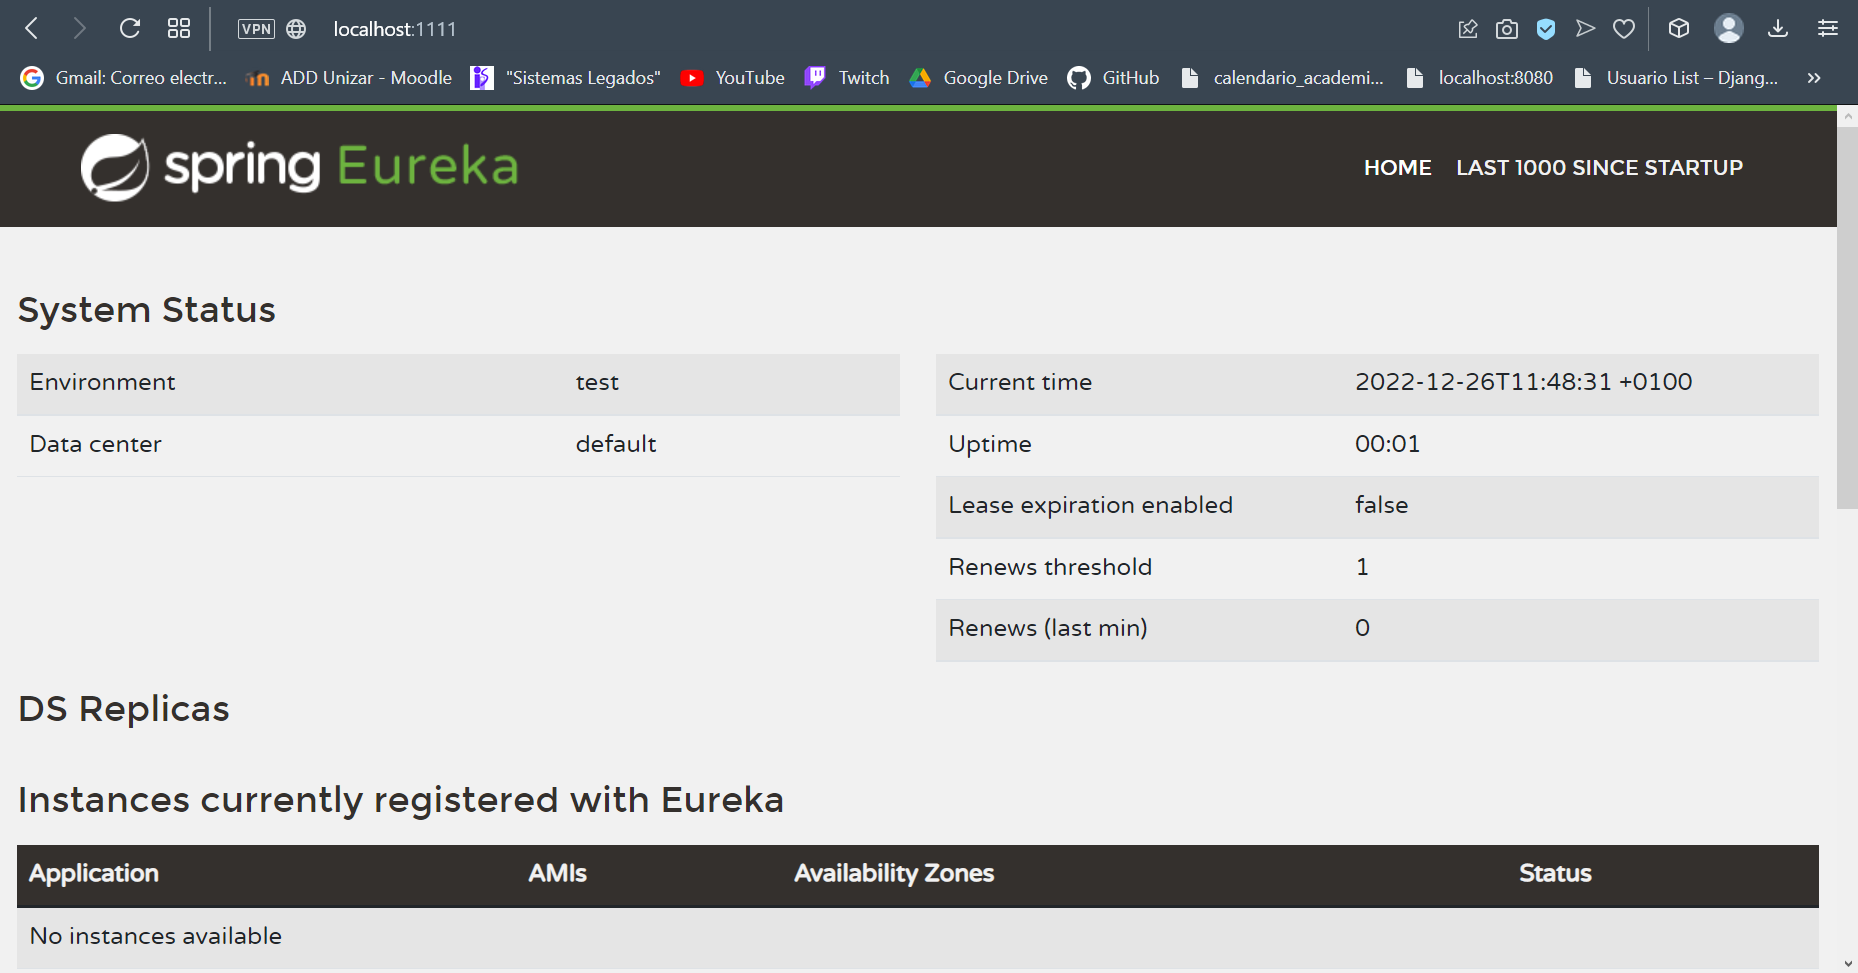 VPN localhost:1111
Gmail: Correo electr... ADD Unizar - Moodle "Sistemas Legados" YouTube Twitch Google Drive GitHub calendario_academi... localhost:8080 Usuario List – Djang... »
spring Eureka HOME LAST 1000 SINCE STARTUP
System Status
Environment test
Data center default
Current time 2022-12-26T11:48:31 +0100
Uptime 00:01
Lease expiration enabled false
Renews threshold 1
Renews (last min) 0
DS Replicas
Instances currently registered with Eureka
Application AMIs Availability Zones Status
No instances available